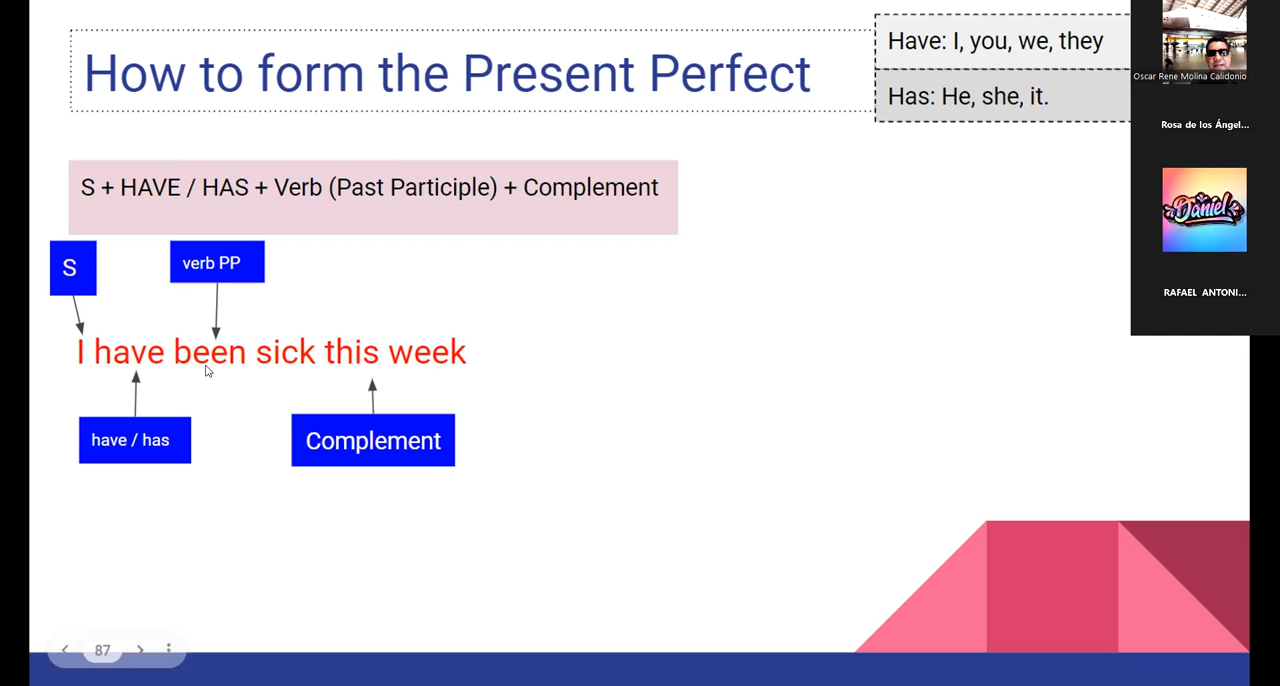 How to form the Present Perfect
Have: I, you, we, they
Has: He, she, it.
Oscar Rene Molina Calidonio
Rosa de los Ángel...
Daniel
RAFAEL ANTONI...
S + HAVE / HAS + Verb (Past Participle) + Complement
S
verb PP
I have been sick this week
have / has
Complement
87